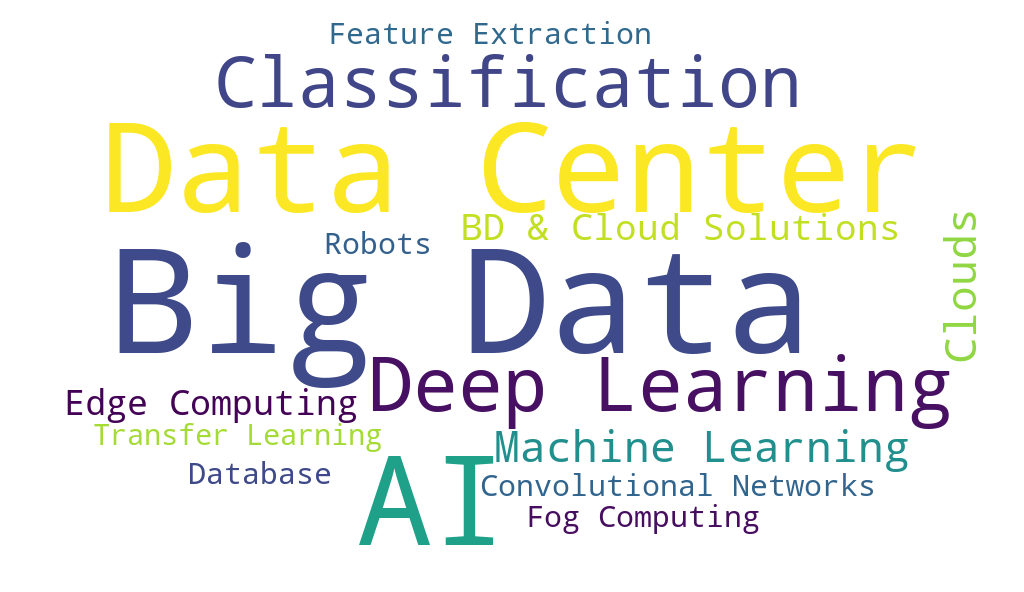 Feature Extraction
Classification
Data Center
BD & Cloud Solutions
Robots
Clouds
Big Data
Deep Learning
Edge Computing
Transfer Learning
Machine Learning
Database
AI
Convolutional Networks
Fog Computing